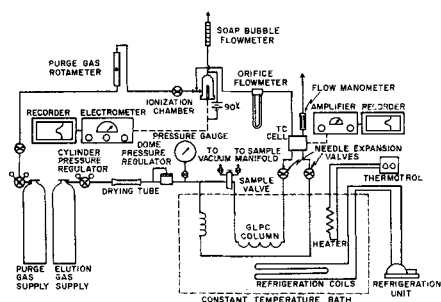 SOAP BUBBLE
FLOWMETER
PURGE GAS
ROTAMETER
ORIFICE
FLOWMETER
FLOW MANOMETER
IONIZATION
CHAMBER
90
AMPLIFIER
RECORDER
RECORDER
ELECTROMETER
TC
CELL
PRESSURE
GAUGE
DOME
PRESSURE
REGULATOR
TO
VACUUM
TO SAMPLE
MANIFOLD
NEEDLE EXPANSION
VALVES
CYLINDER
PRESSURE
REGULATOR
SAMPLE
VALVE
THERMOTROL
DRYING TUBE
GLPC
COLUMN
HEATER
PURGE
GAS
SUPPLY
ELUTION
GAS
SUPPLY
REFRIGERATION COILS
REFRIGERATION
UNIT
CONSTANT TEMPERATURE BATH